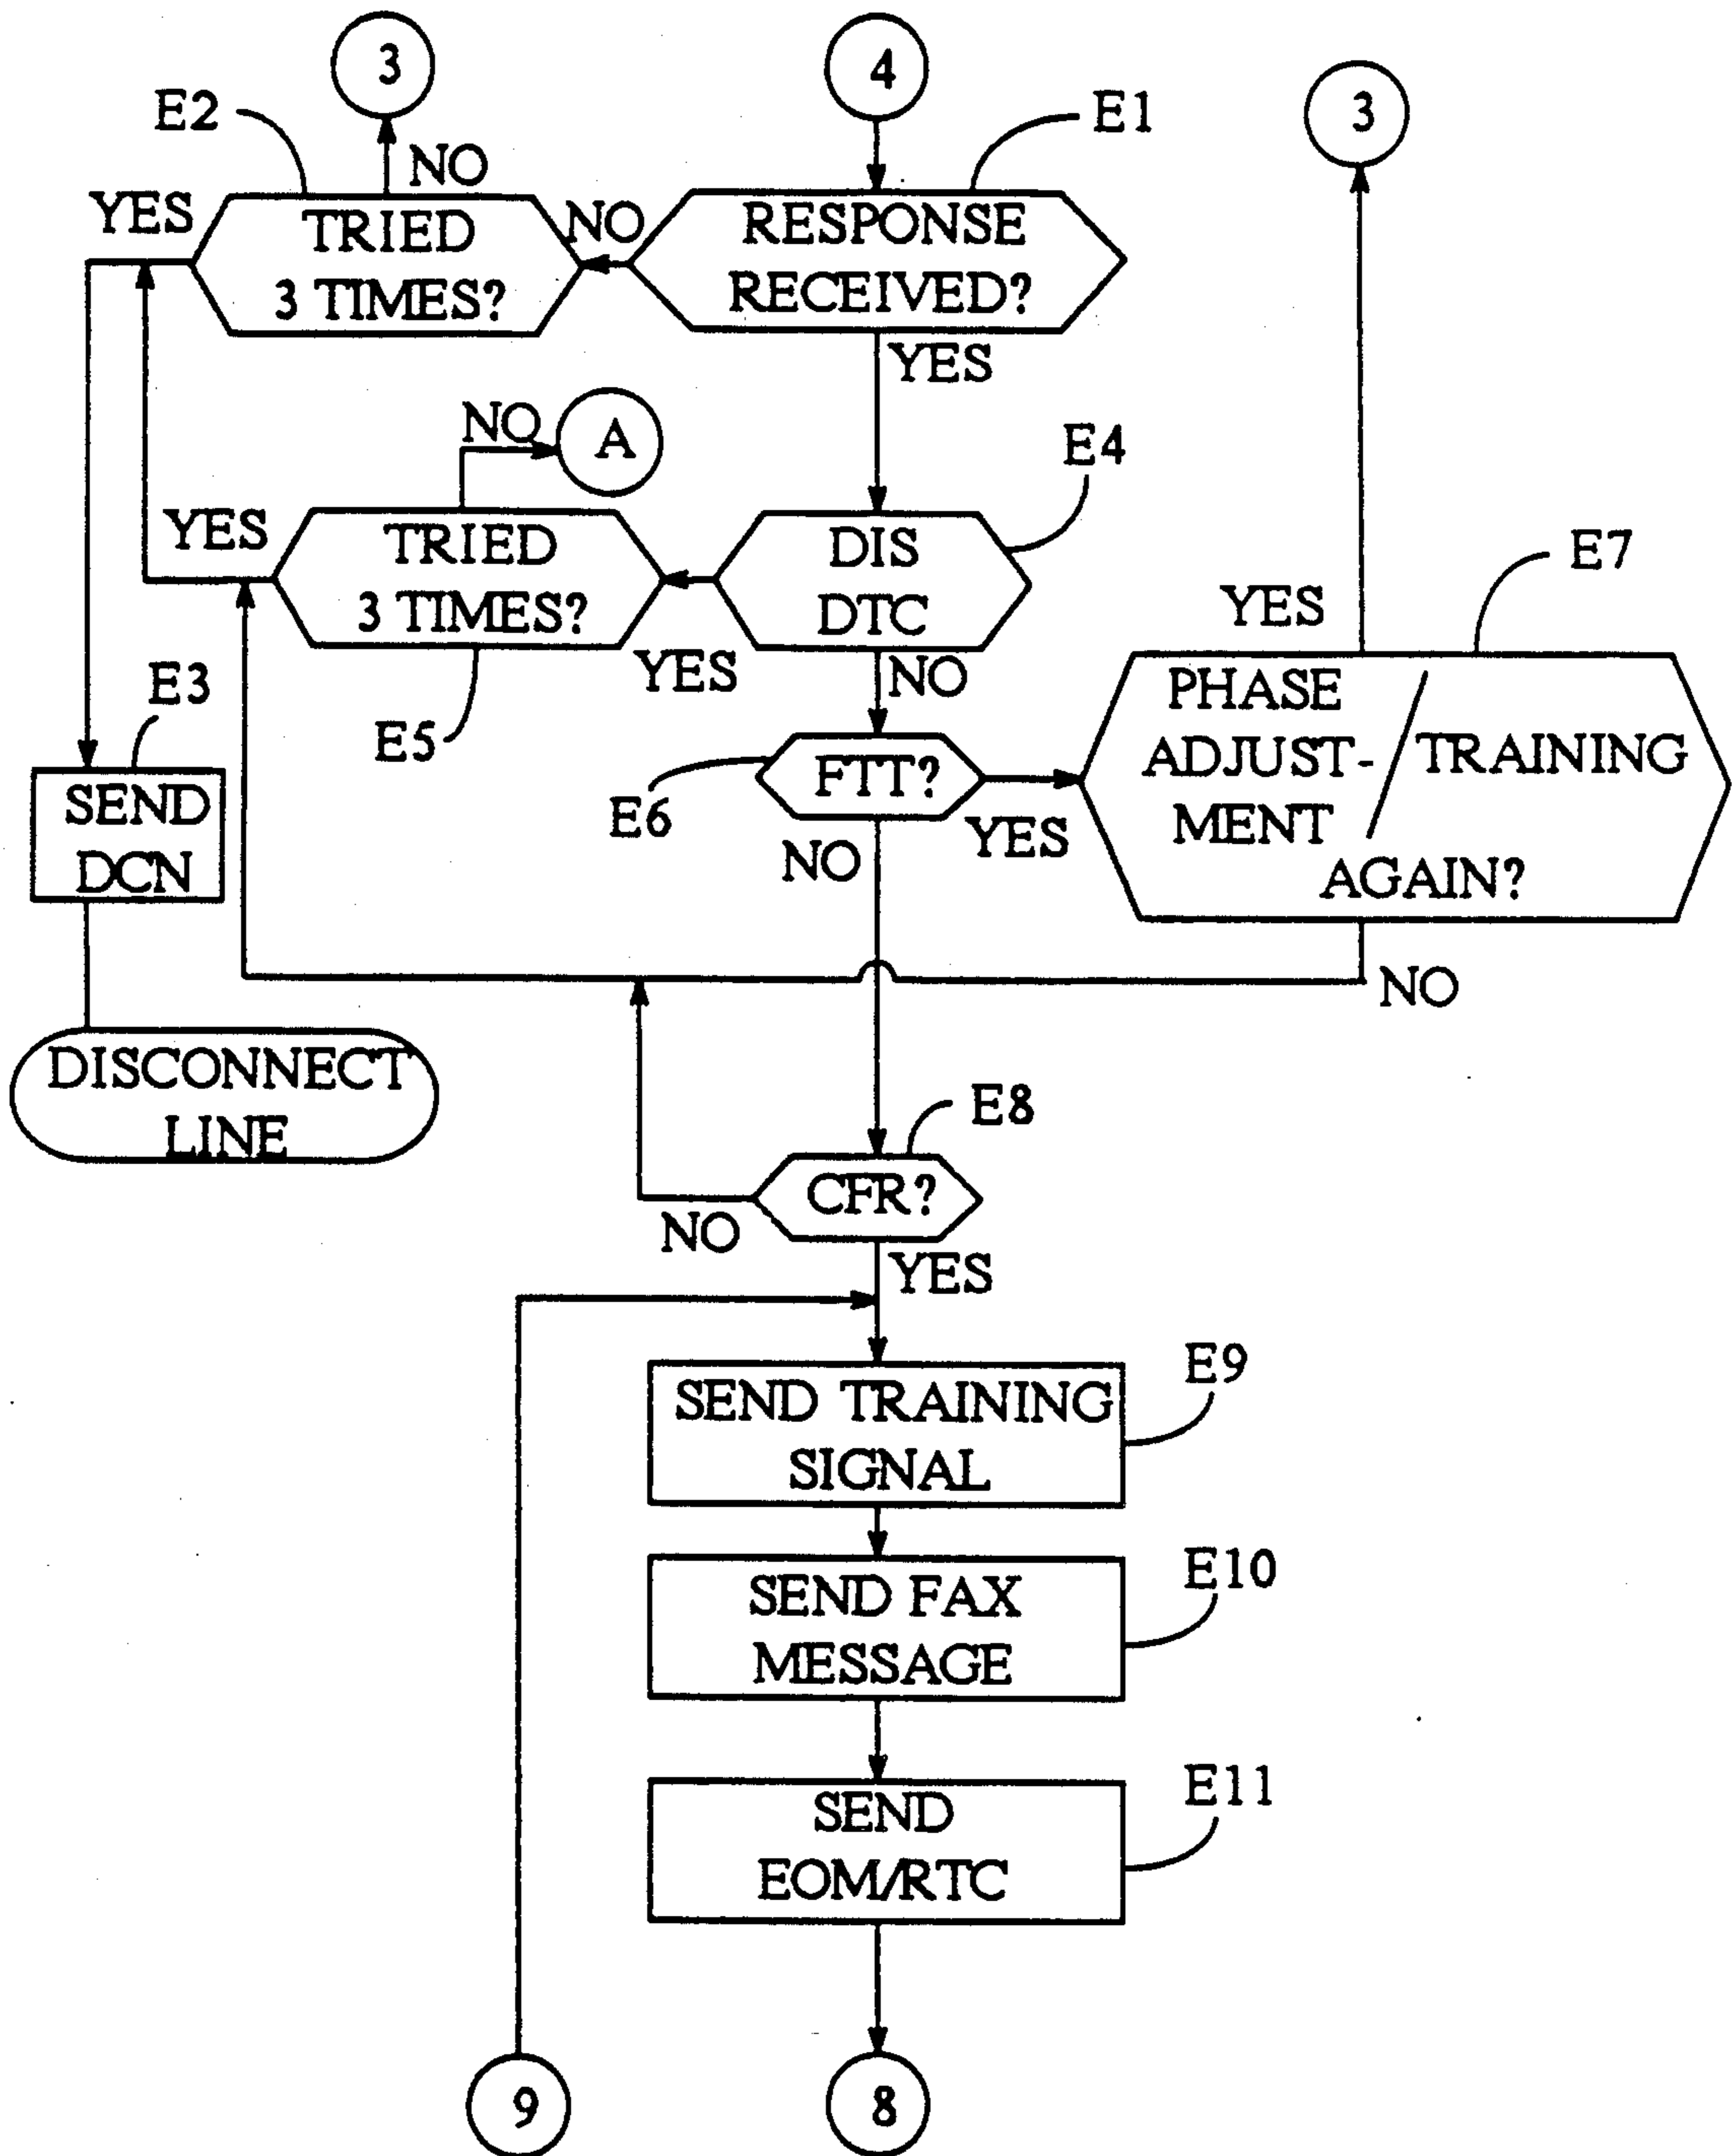 3
4
3
E2
E1
NO
YES
TRIED
3 TIMES?
NO
RESPONSE
RECEIVED?
YES
NO
A
E4
YES
TRIED
3 TIMES?
DIS
DTC
E7
YES
YES
NO
E3
E5
PHASE
ADJUST-
MENT
/
TRAINING
AGAIN?
SEND
DCN
E6
FTT?
YES
NO
NO
DISCONNECT
LINE
E8
CFR?
NO
YES
E9
SEND TRAINING
SIGNAL
E10
SEND FAX
MESSAGE
E11
SEND
EOM/RTC
9
8